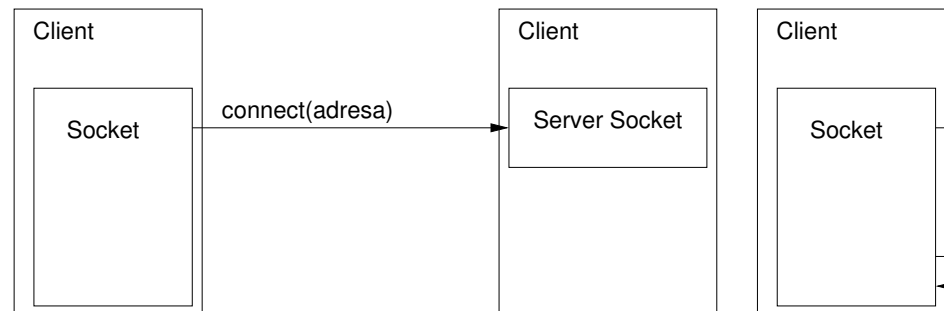 Client
Socket
connect(adresa)
Client
Server Socket
Client
Socket